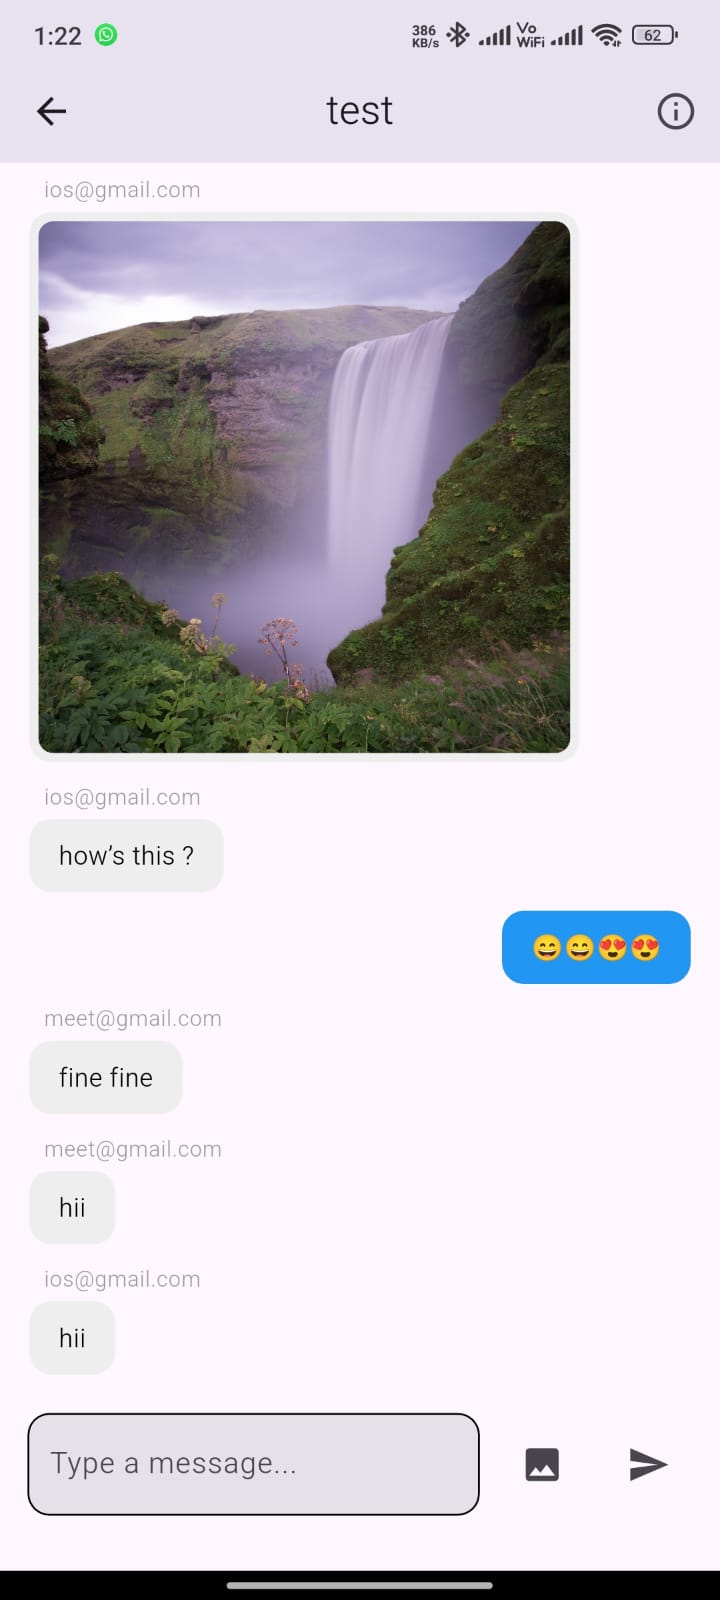 1:22
386
KB/s
Vo
WiFi
62
test
ios@gmail.com
ios@gmail.com
how’s this ?
😄😄😍😍
meet@gmail.com
fine fine
meet@gmail.com
hii
ios@gmail.com
hii
Type a message...